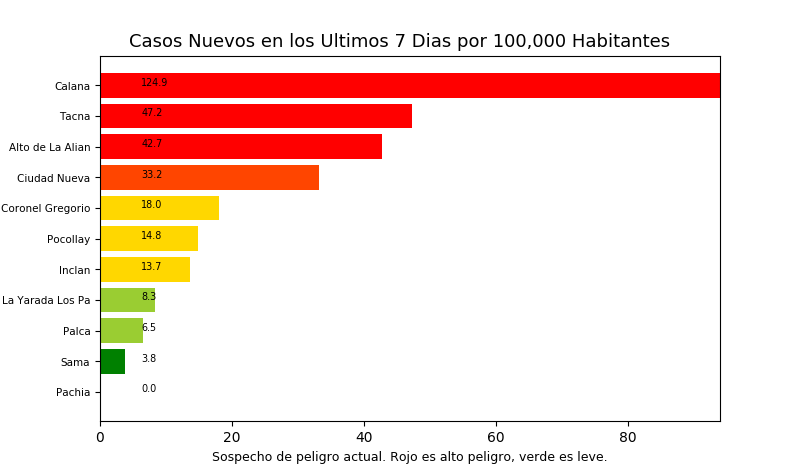 Casos Nuevos en los Ultimos 7 Dias por 100,000 Habitantes
Calana 124.9
Tacna 47.2
Alto de La Alian 42.7
Ciudad Nueva 33.2
Coronel Gregorio 18.0
Pocollay 14.8
Inclan 13.7
La Yarada Los Pa 8.3
Palca 6.5
Sama 3.8
Pachia 0.0
0 20 40 60 80
Sospecho de peligro actual. Rojo es alto peligro, verde es leve.